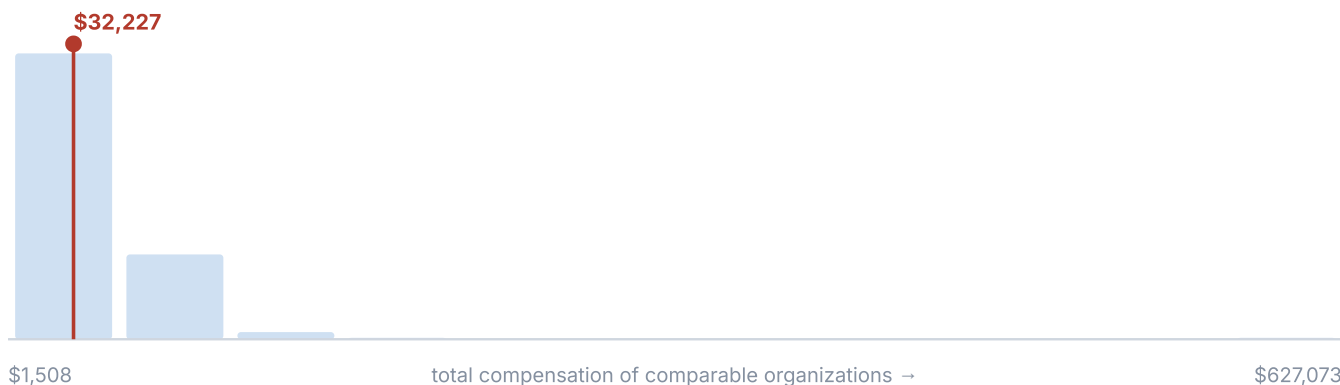 $32,227
$1,508
total compensation of comparable organizations →
$627,073